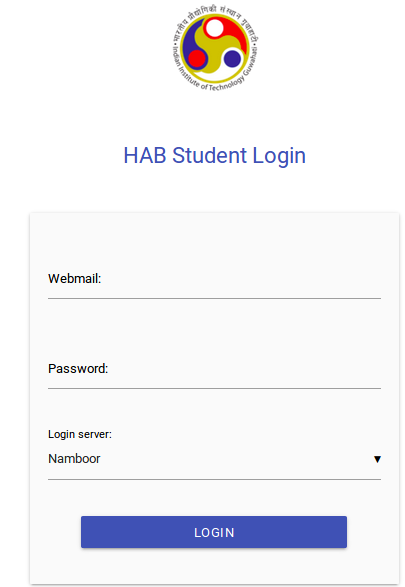 भारतीय प्रौद्योगिकी संस्थान गुवाहाटी
Indian Institute of Technology Guwahati
HAB Student Login
Webmail:
Password:
Login server:
Namboor
LOGIN